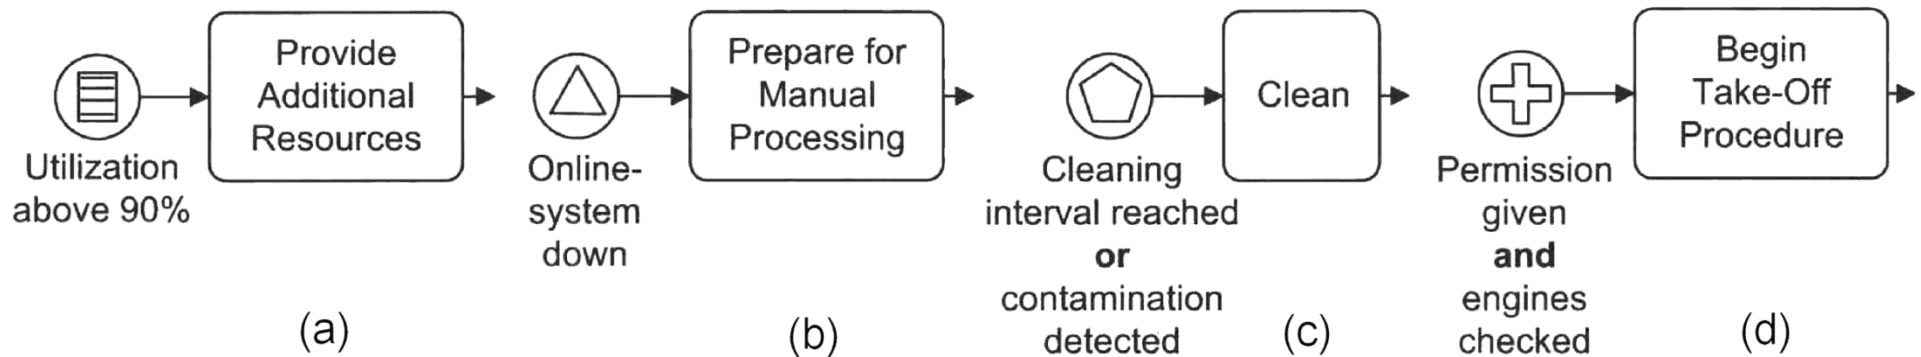 Provide
Additional
Resources
Utilization
above 90%
(a)
Prepare for
Manual
Processing
Online-
system
down
(b)
Clean
Cleaning
interval reached
or
contamination
detected
(c)
Begin
Take-Off
Procedure
Permission
given
and
engines
checked
(d)